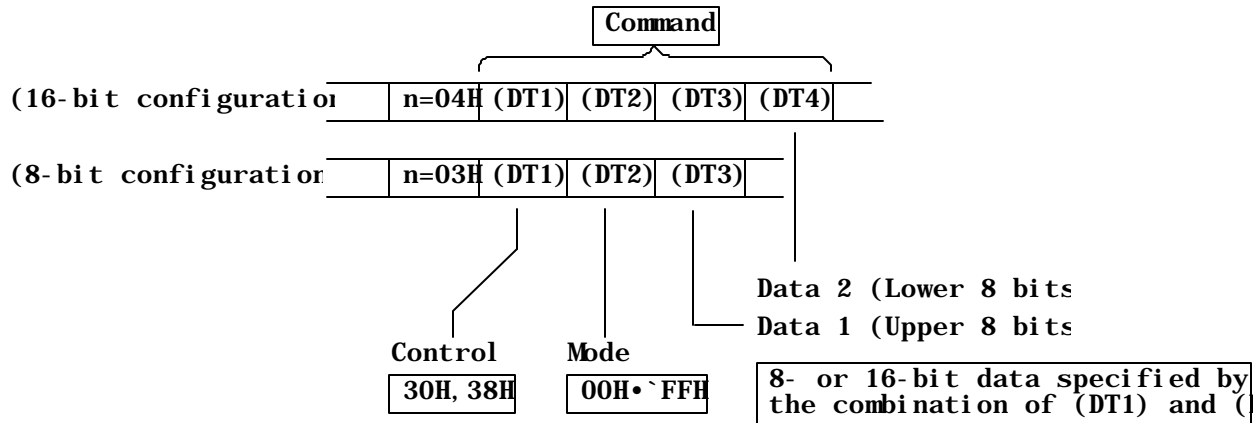 Command
(16-bit configuration
n=04H (DT1) (DT2) (DT3) (DT4)
(8-bit configuration
n=03H (DT1) (DT2) (DT3)
Data 2 (Lower 8 bits
Data 1 (Upper 8 bits
Control Mode
30H, 38H 00H•`FFH
8- or 16-bit data specified by
the combination of (DT1) and (